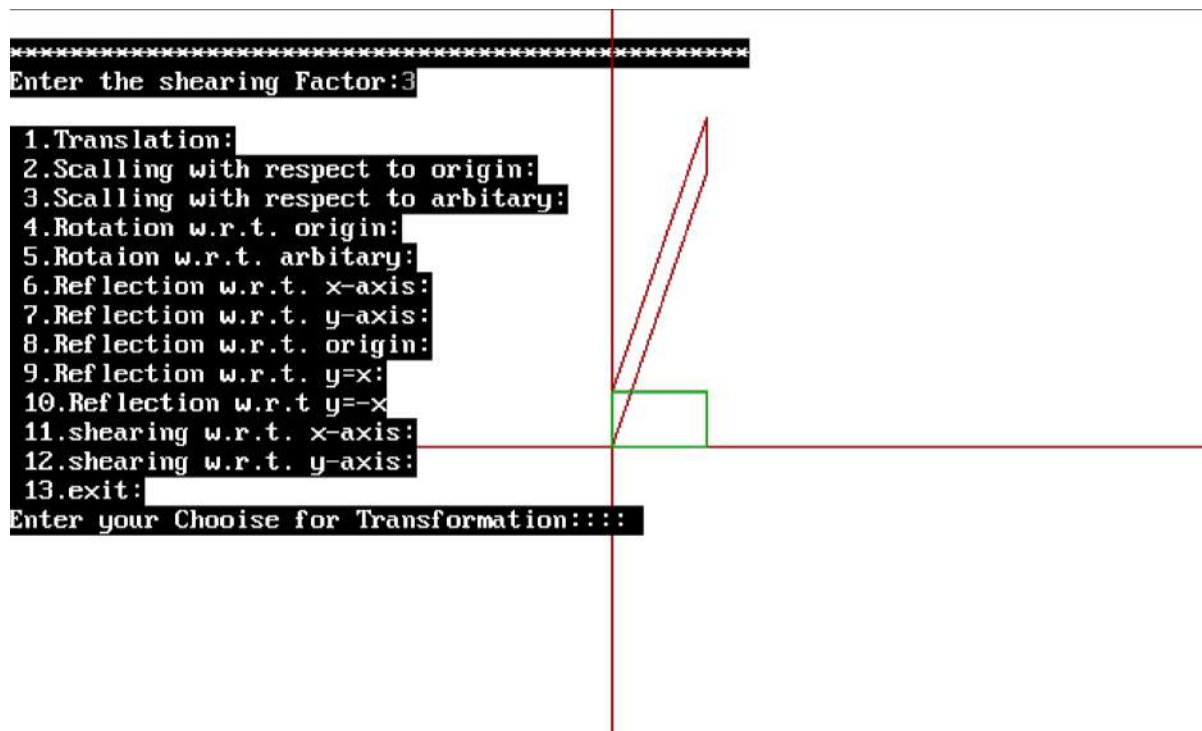 **************************************************
Enter the shearing Factor:3
1.Translation:
2.Scalling with respect to origin:
3.Scalling with respect to arbitary:
4.Rotation w.r.t. origin:
5.Rotaion w.r.t. arbitary:
6.Reflection w.r.t. x-axis:
7.Reflection w.r.t. y-axis:
8.Reflection w.r.t. origin:
9.Reflection w.r.t. y=x:
10.Reflection w.r.t y=-x
11.shearing w.r.t. x-axis:
12.shearing w.r.t. y-axis:
13.exit:
Enter your Chooise for Transformation::::